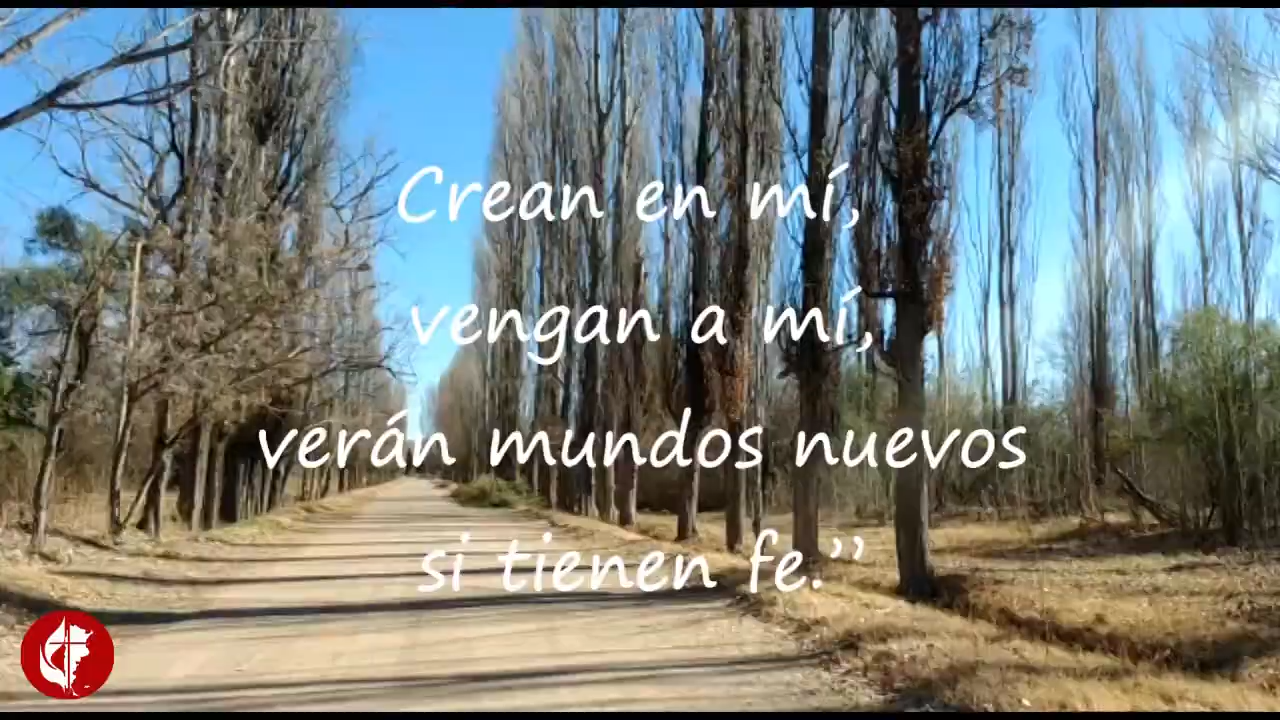 Crean en mí,
vengan a mí,
verán mundos nuevos
si tienen fe.”